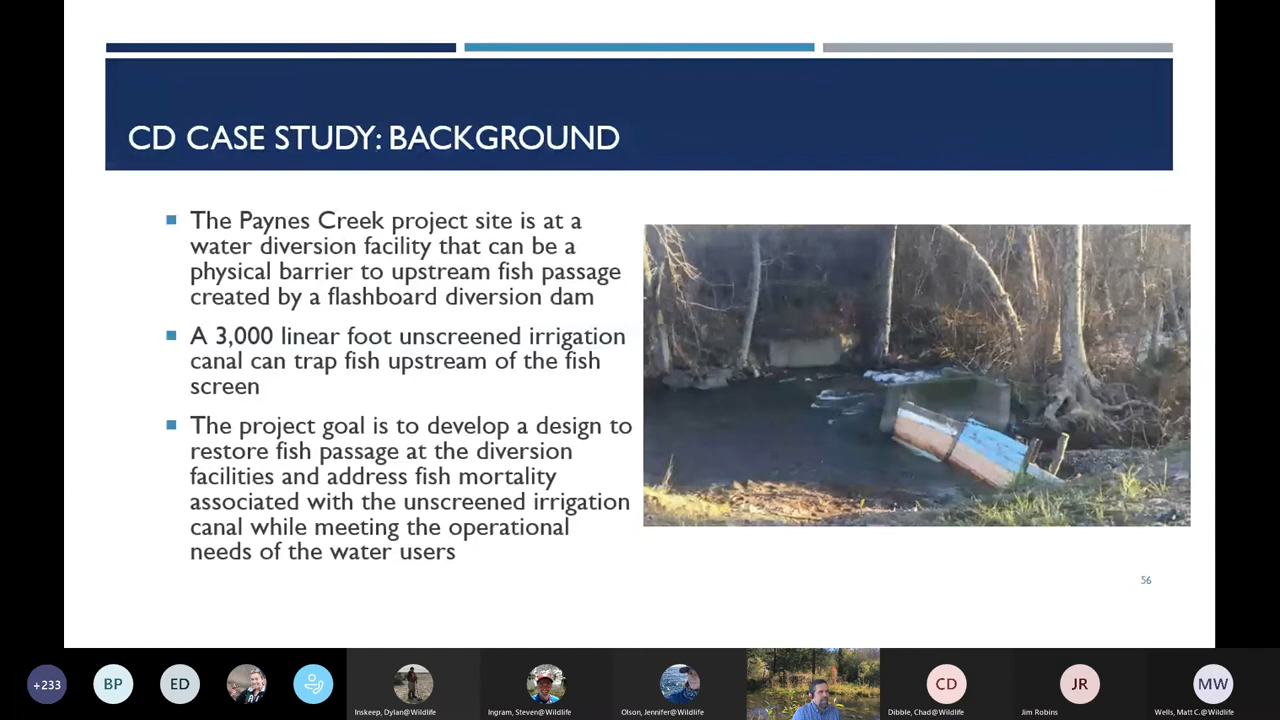 CD CASE STUDY: BACKGROUND
The Paynes Creek project site is at a
water diversion facility that can be a
physical barrier to upstream fish passage
created by a flashboard diversion dam
A 3,000 linear foot unscreened irrigation
canal can trap fish upstream of the fish
screen
The project goal is to develop a design to
restore fish passage at the diversion
facilities and address fish mortality
associated with the unscreened irrigation
canal while meeting the operational
needs of the water users
56
+233
BP
ED
CD
JR
MW
Inskeep, Dylan@Wildlife
Ingram, Steven@Wildlife
Olson, Jennifer@Wildlife
Dibble, Chad@Wildlife
Jim Robins
Wells, Matt C.@Wildlife